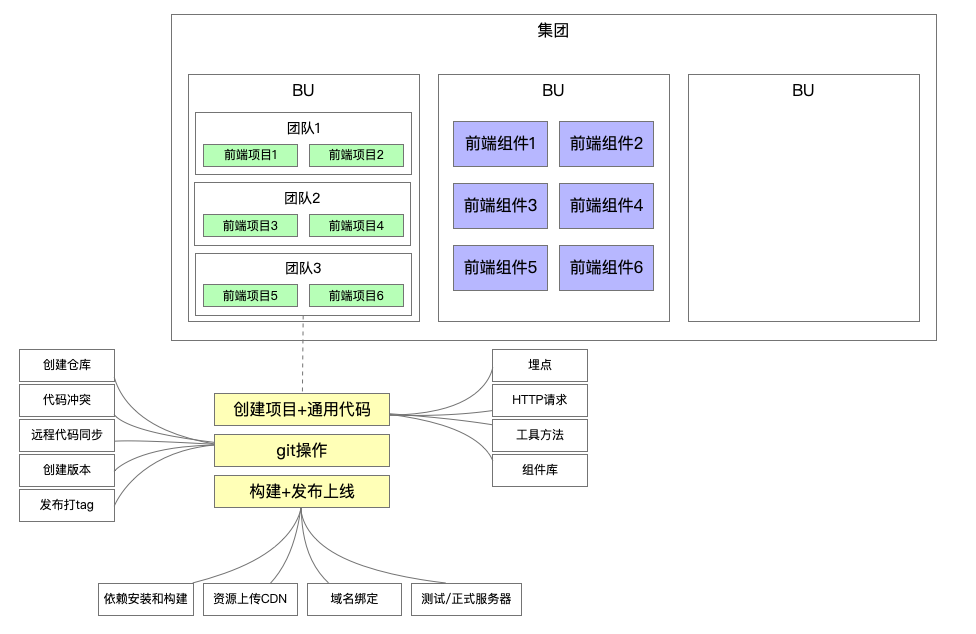 集团
BU
团队1
前端项目1
前端项目2
团队2
前端项目3
前端项目4
团队3
前端项目5
前端项目6
BU
前端组件1
前端组件2
前端组件3
前端组件4
前端组件5
前端组件6
BU
创建仓库
代码冲突
远程代码同步
创建版本
发布打tag
创建项目+通用代码
git操作
构建+发布上线
埋点
HTTP请求
工具方法
组件库
依赖安装和构建
资源上传CDN
域名绑定
测试/正式服务器